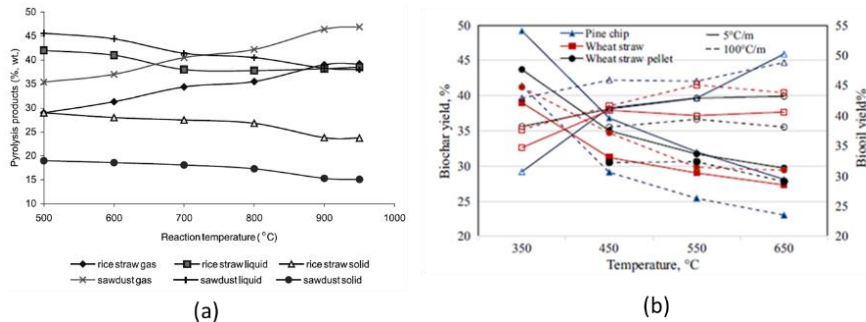 50
45
40
35
30
25
20
15
10
Pyrolysis products (%, wt.)
500 600 700 800 900 1000
Reaction temperature (°C)
rice straw gas rice straw liquid rice straw solid
sawdust gas sawdust liquid sawdust solid
(a)
50
45
40
35
30
25
20
Biochar yield, %
Pine chip
Wheat straw
Wheat straw pellet
5°C/m
100°C/m
55
50
45
40
35
30
25
20
Biooil yield%
350 450 550 650
Temperature, °C
(b)